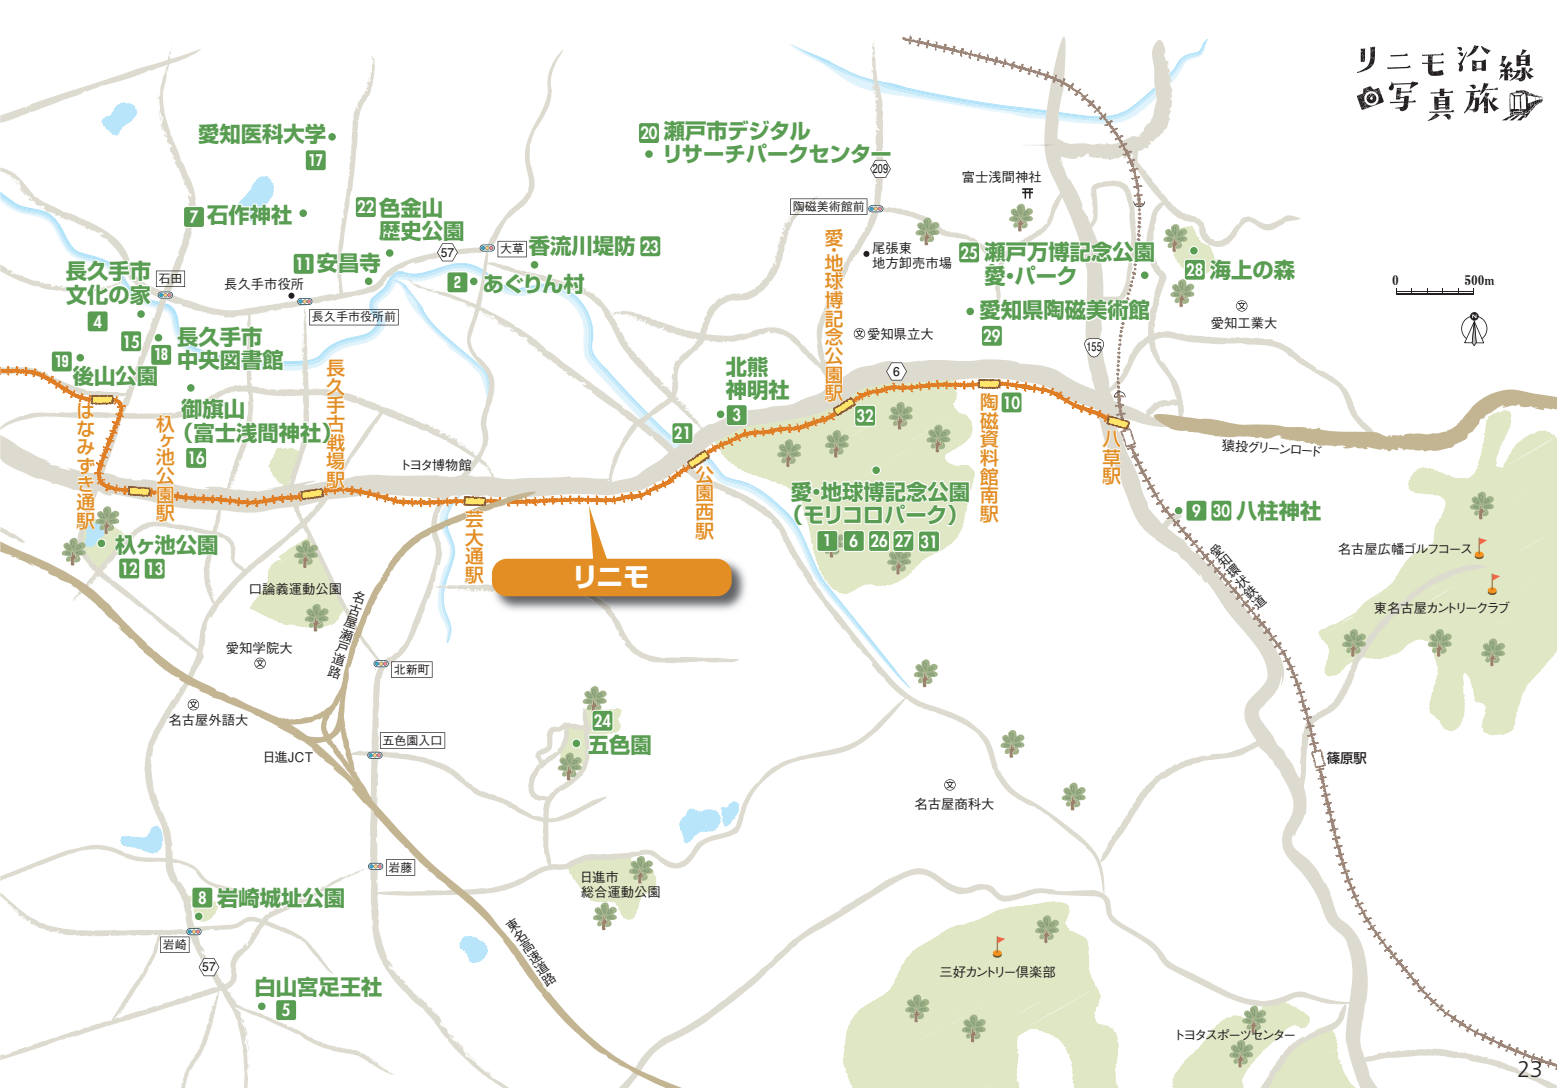 リニモ沿線
写真旅
愛知医科大学
17
20 瀬戸市デジタル
リサーチパークセンター
209
陶磁美術館前
富士浅間神社
7 石作神社
22 色金山
歴史公園
57
大草
香流川堤防 23
11 安昌寺
2 あぐりん村
長久手市
文化の家
4
石田
長久手市役所
長久手市役所前
15
18 長久手市
中央図書館
19
後山公園
御旗山
(富士浅間神社)
16
愛・地球博記念公園駅
尾張東
地方卸売市場
25 瀬戸万博記念公園
愛・パーク
28 海上の森
愛知県陶磁美術館
29
愛知県立大
文
文
愛知工業大
155
0 500m
N
6
北熊
神明社
3
21
32
10
はなみずき通駅
杁ヶ池公園駅
長久手古戦場駅
トヨタ博物館
芸大通駅
公園西駅
陶磁資料館南駅
八草駅
猿投グリーンロード
愛・地球博記念公園
(モリコロパーク)
1 6 26 27 31
9 30 八柱神社
愛知環状鉄道
名古屋広幡ゴルフコース
東名古屋カントリークラブ
杁ヶ池公園
12 13
リニモ
口論義運動公園
名古屋瀬戸道路
愛知学院大
文
北新町
文
名古屋外語大
日進JCT
五色園入口
24
五色園
篠原駅
文
名古屋商科大
岩藤
日進市
総合運動公園
8 岩崎城址公園
岩崎
57
東名高速道路
白山宮足王社
5
三好カントリー倶楽部
トヨタスポーツセンター
23